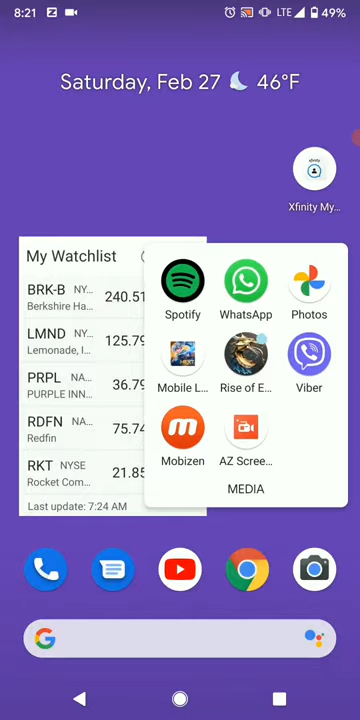 8:21
LTE
49%
Saturday, Feb 27
46°F
xfinity
Xfinity My...
My Watchlist
BRK-B NY...
Berkshire Ha...
240.51
LMND NY...
Lemonade, I...
125.79
PRPL NA...
PURPLE INN...
36.79
RDFN NA...
Redfin
75.74
RKT NYSE
Rocket Com...
21.85
Last update: 7:24 AM
Spotify
WhatsApp
Photos
Mobile L...
Rise of E...
Viber
Mobizen
AZ Scree...
MEDIA